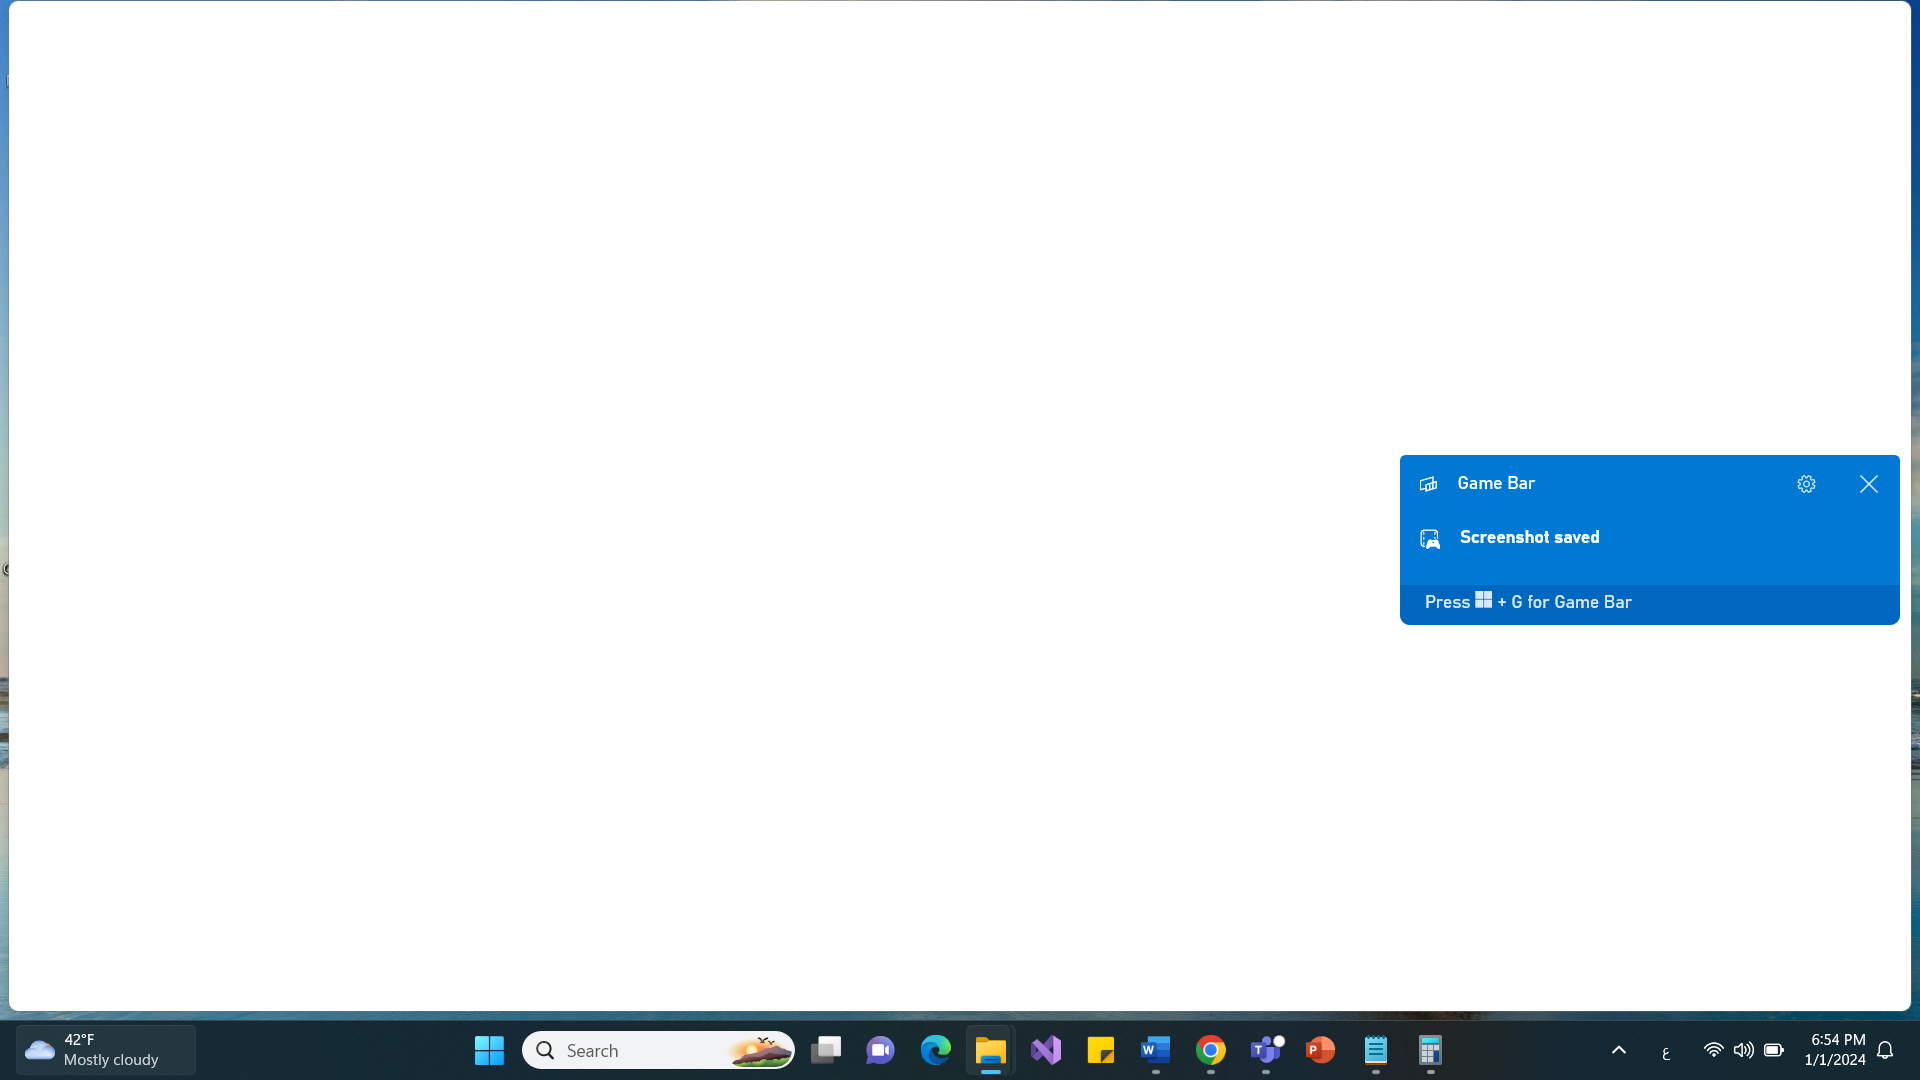 Game Bar
Screenshot saved
Press + G for Game Bar
42°F
Mostly cloudy
Search
ع
6:54 PM
1/1/2024